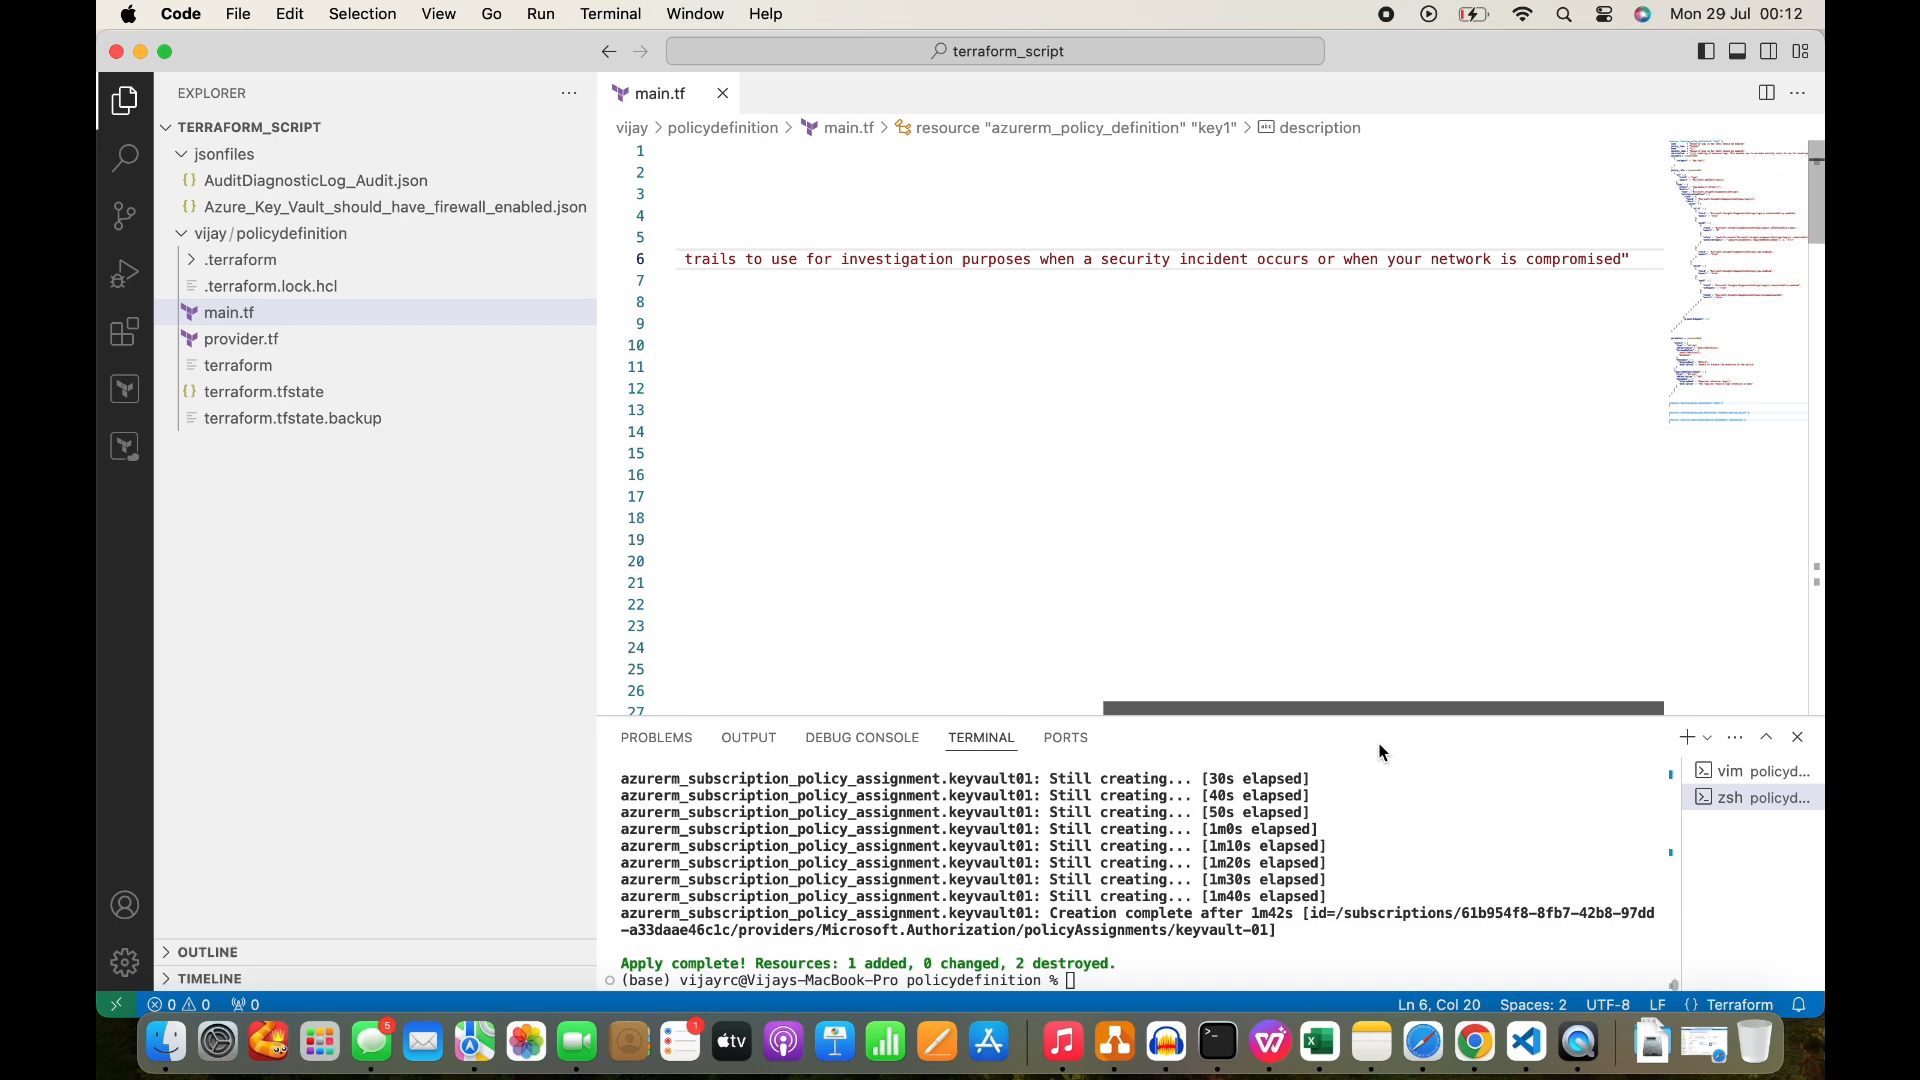 Code File Edit Selection View Go Run Terminal Window Help Mon 29 Jul 00:12
terraform_script
EXPLORER
main.tf
TERRAFORM_SCRIPT
vijay > policydefinition > main.tf > resource "azurerm_policy_definition" "key1" > description
jsonfiles
AuditDiagnosticLog_Audit.json
Azure_Key_Vault_should_have_firewall_enabled.json
vijay/policydefinition
.terraform
.terraform.lock.hcl
main.tf
provider.tf
terraform
terraform.tfstate
terraform.tfstate.backup
OUTLINE
TIMELINE
1
2
3
4
5
6 trails to use for investigation purposes when a security incident occurs or when your network is compromised"
7
8
9
10
11
12
13
14
15
16
17
18
19
20
21
22
23
24
25
26
27
PROBLEMS OUTPUT DEBUG CONSOLE TERMINAL PORTS
azurerm_subscription_policy_assignment.keyvault01: Still creating... [30s elapsed]
azurerm_subscription_policy_assignment.keyvault01: Still creating... [40s elapsed]
azurerm_subscription_policy_assignment.keyvault01: Still creating... [50s elapsed]
azurerm_subscription_policy_assignment.keyvault01: Still creating... [1m0s elapsed]
azurerm_subscription_policy_assignment.keyvault01: Still creating... [1m10s elapsed]
azurerm_subscription_policy_assignment.keyvault01: Still creating... [1m20s elapsed]
azurerm_subscription_policy_assignment.keyvault01: Still creating... [1m30s elapsed]
azurerm_subscription_policy_assignment.keyvault01: Still creating... [1m40s elapsed]
azurerm_subscription_policy_assignment.keyvault01: Creation complete after 1m42s [id=/subscriptions/61b954f8-8fb7-42b8-97dd
-a33daae46c1c/providers/Microsoft.Authorization/policyAssignments/keyvault-01]
Apply complete! Resources: 1 added, 0 changed, 2 destroyed.
(base) vijayrc@Vijays-MacBook-Pro policydefinition %
vim policyd...
zsh policyd...
0 0 0 Ln 6, Col 20 Spaces: 2 UTF-8 LF {} Terraform
5
1
tv